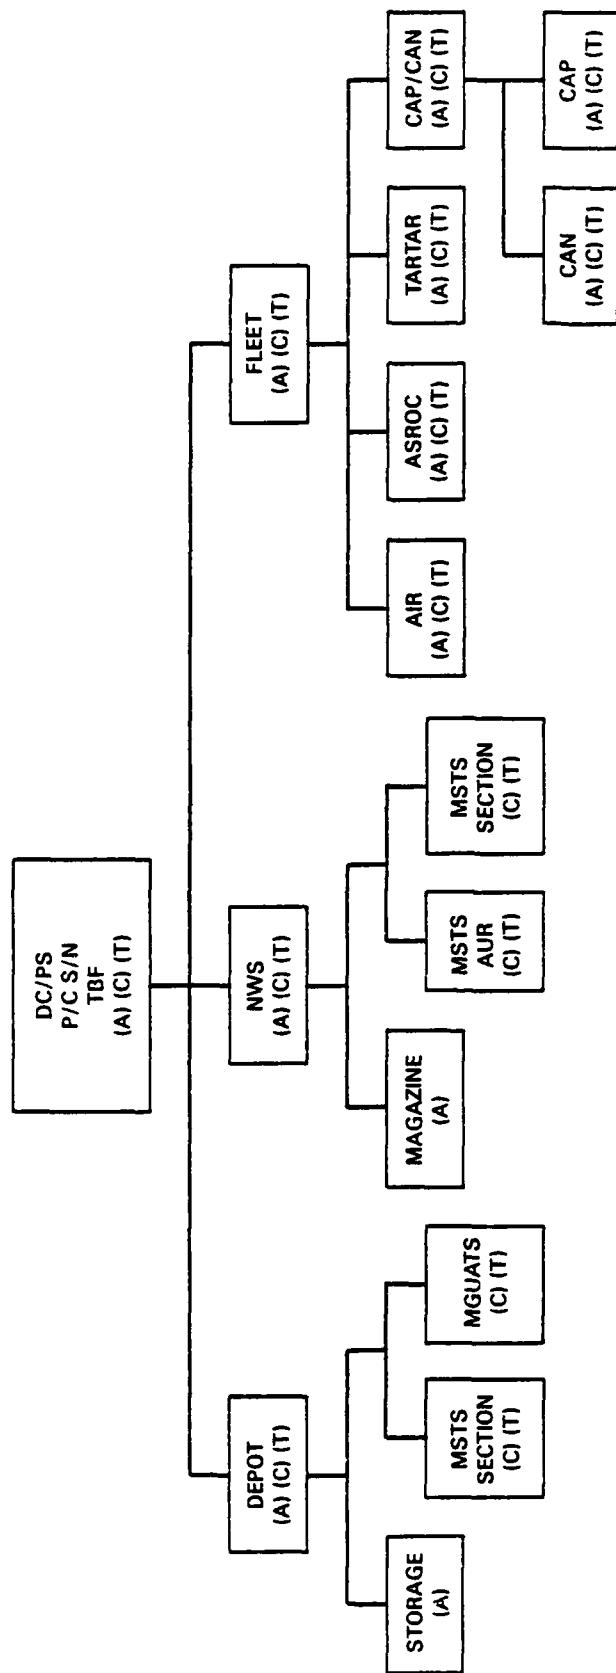 DC/PS
P/C S/N
TBF
(A) (C) (T)
DEPOT
(A) (C) (T)
NWS
(A) (C) (T)
FLEET
(A) (C) (T)
STORAGE
(A)
MSTS
SECTION
(C) (T)
MGUATS
(C) (T)
MAGAZINE
(A)
MSTS
AUR
(C) (T)
MSTS
SECTION
(C) (T)
AIR
(A) (C) (T)
ASROC
(A) (C) (T)
TARTAR
(A) (C) (T)
CAP/CAN
(A) (C) (T)
CAN
(A) (C) (T)
CAP
(A) (C) (T)